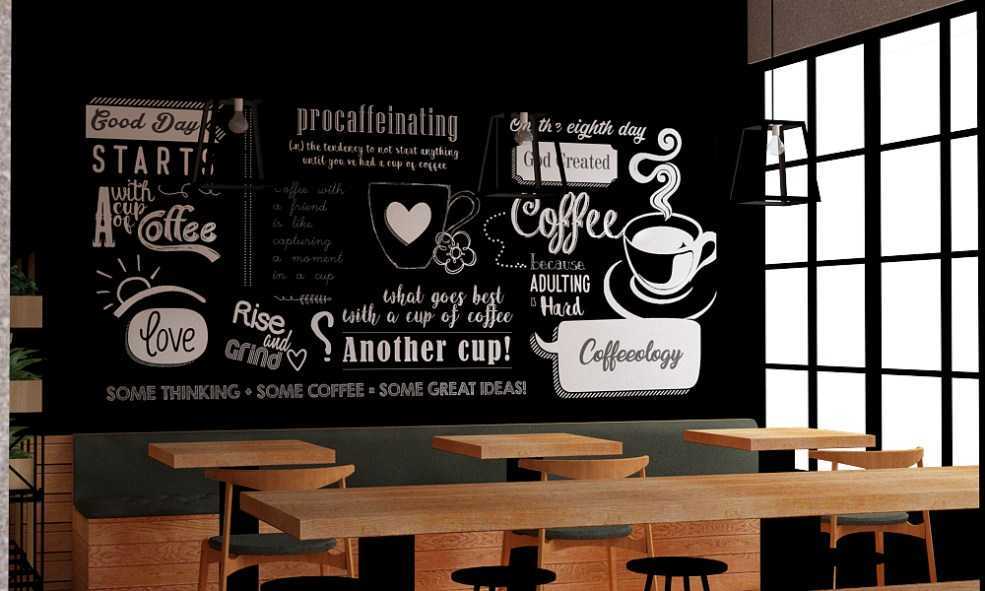 Good Day
STARTS
A with
cup
of Coffee
love
procaffeinating
(n.) the tendency to not start anything
until you've had a cup of coffee
Coffee with
a friend
is like
capturing
a moment
in a cup
Rise
and
Grind
what goes best
with a cup of coffee
?
Another cup!
On the eighth day
God Created
Coffee
because
ADULTING
is Hard
Coffeeology
SOME THINKING + SOME COFFEE = SOME GREAT IDEAS!